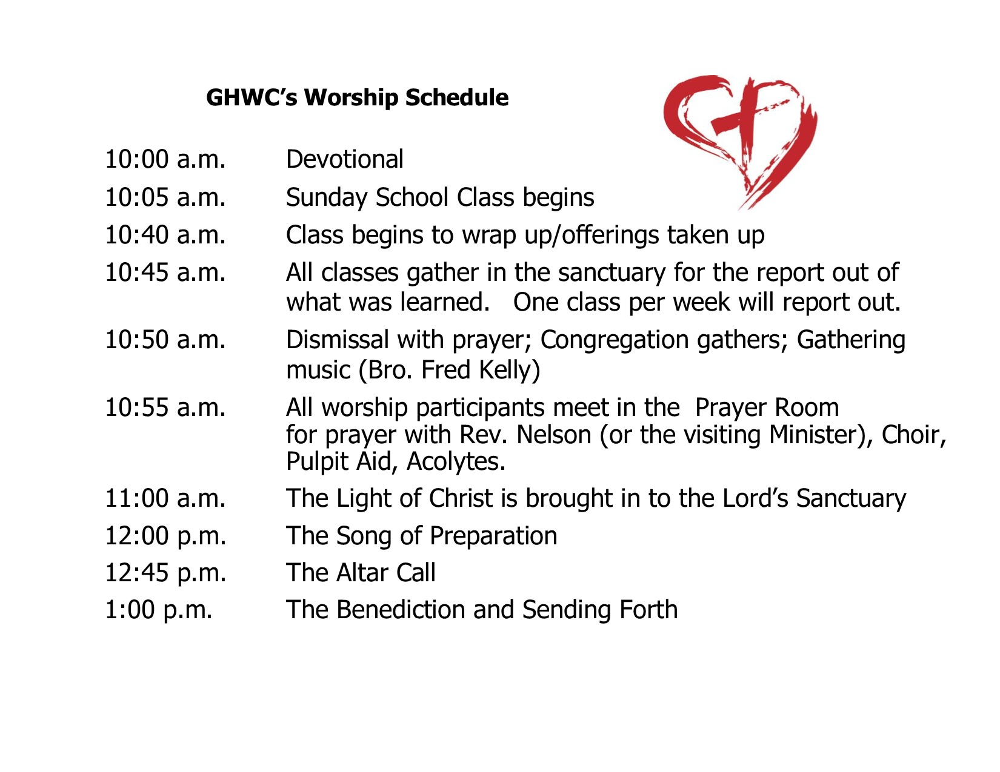 GHWC’s Worship Schedule
10:00 a.m. Devotional
10:05 a.m. Sunday School Class begins
10:40 a.m. Class begins to wrap up/offerings taken up
10:45 a.m. All classes gather in the sanctuary for the report out of
what was learned.   One class per week will report out.
10:50 a.m. Dismissal with prayer; Congregation gathers; Gathering
music (Bro. Fred Kelly)
10:55 a.m. All worship participants meet in the  Prayer Room
for prayer with Rev. Nelson (or the visiting Minister), Choir,
Pulpit Aid, Acolytes.
11:00 a.m. The Light of Christ is brought in to the Lord’s Sanctuary
12:00 p.m. The Song of Preparation
12:45 p.m. The Altar Call
1:00 p.m. The Benediction and Sending Forth